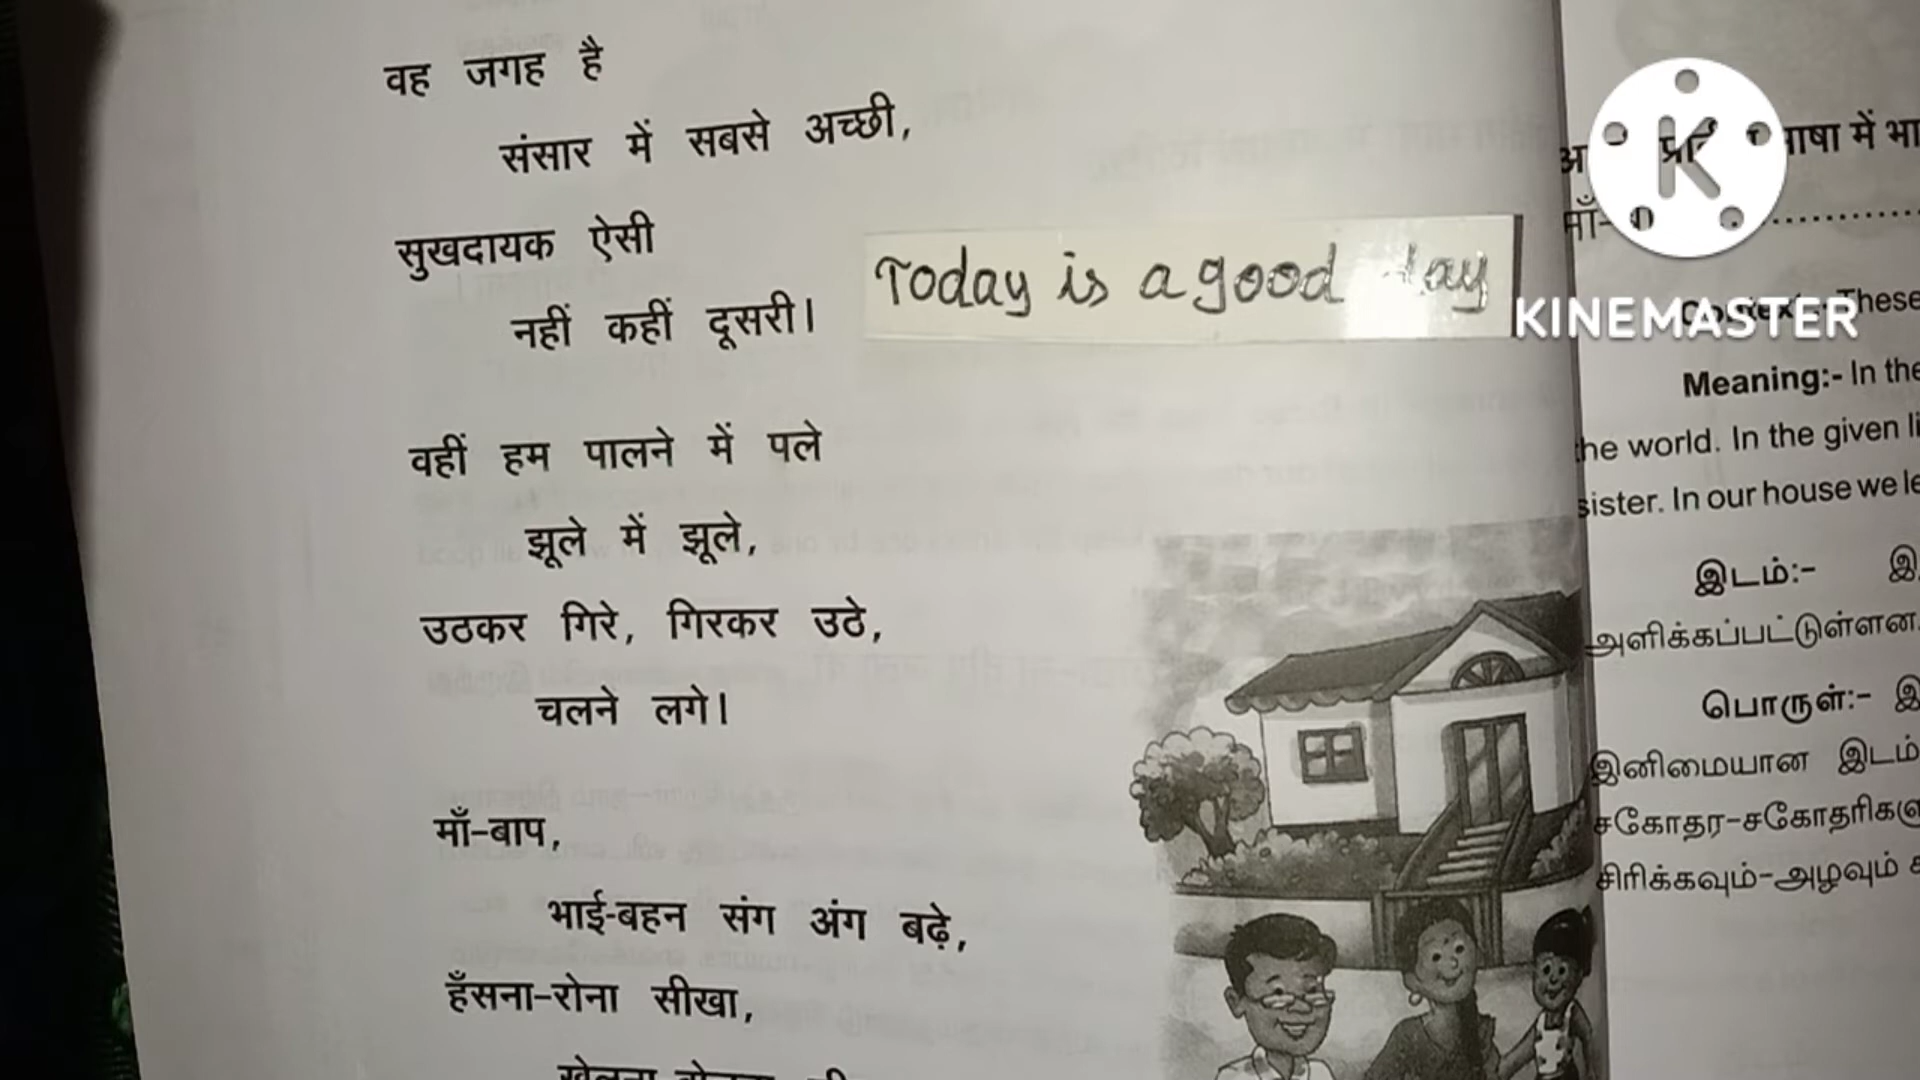 वह जगह है
संसार में सबसे अच्छी,
सुखदायक ऐसी
नहीं कहीं दूसरी।
Today is a good day
वहीं हम पालने में पले
झूले में झूले,
उठकर गिरे, गिरकर उठे,
चलने लगे।
माँ-बाप,
भाई-बहन संग अंग बढ़े,
हँसना-रोना सीखा,
KINEMASTER
में
These
Meaning:- In the
the world. In the given
sister. In our house we
இடம்:-
அளிக்கப்பட்டுள்ளன.
பொருள்:-
இனிமையான இடம்
சகோதர-சகோதரிகளு
சிரிக்கவும்-அழவும்